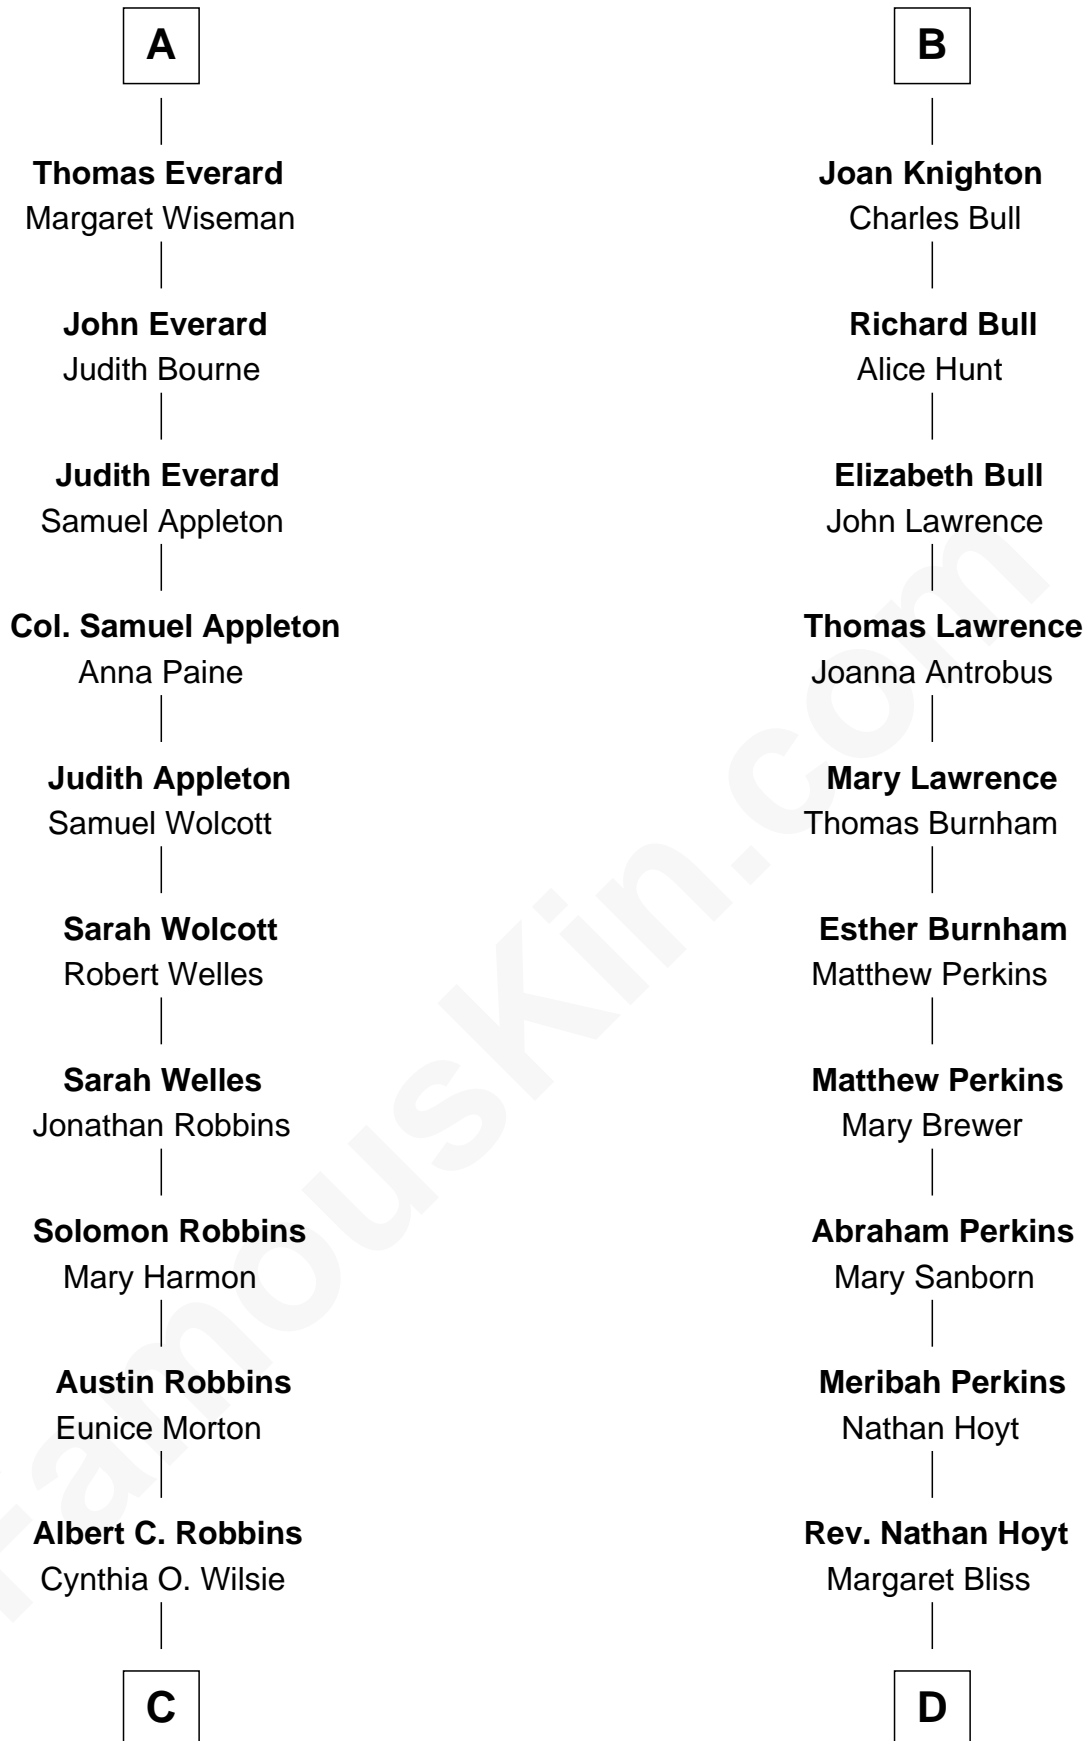 A
Thomas Everard
Margaret Wiseman
John Everard
Judith Bourne
Judith Everard
Samuel Appleton
Col. Samuel Appleton
Anna Paine
Judith Appleton
Samuel Wolcott
Sarah Wolcott
Robert Welles
Sarah Welles
Jonathan Robbins
Solomon Robbins
Mary Harmon
Austin Robbins
Eunice Morton
Albert C. Robbins
Cynthia O. Wilsie
C
B
Joan Knighton
Charles Bull
Richard Bull
Alice Hunt
Elizabeth Bull
John Lawrence
Thomas Lawrence
Joanna Antrobus
Mary Lawrence
Thomas Burnham
Esther Burnham
Matthew Perkins
Matthew Perkins
Mary Brewer
Abraham Perkins
Mary Sanborn
Meribah Perkins
Nathan Hoyt
Rev. Nathan Hoyt
Margaret Bliss
D
FamousKin.com